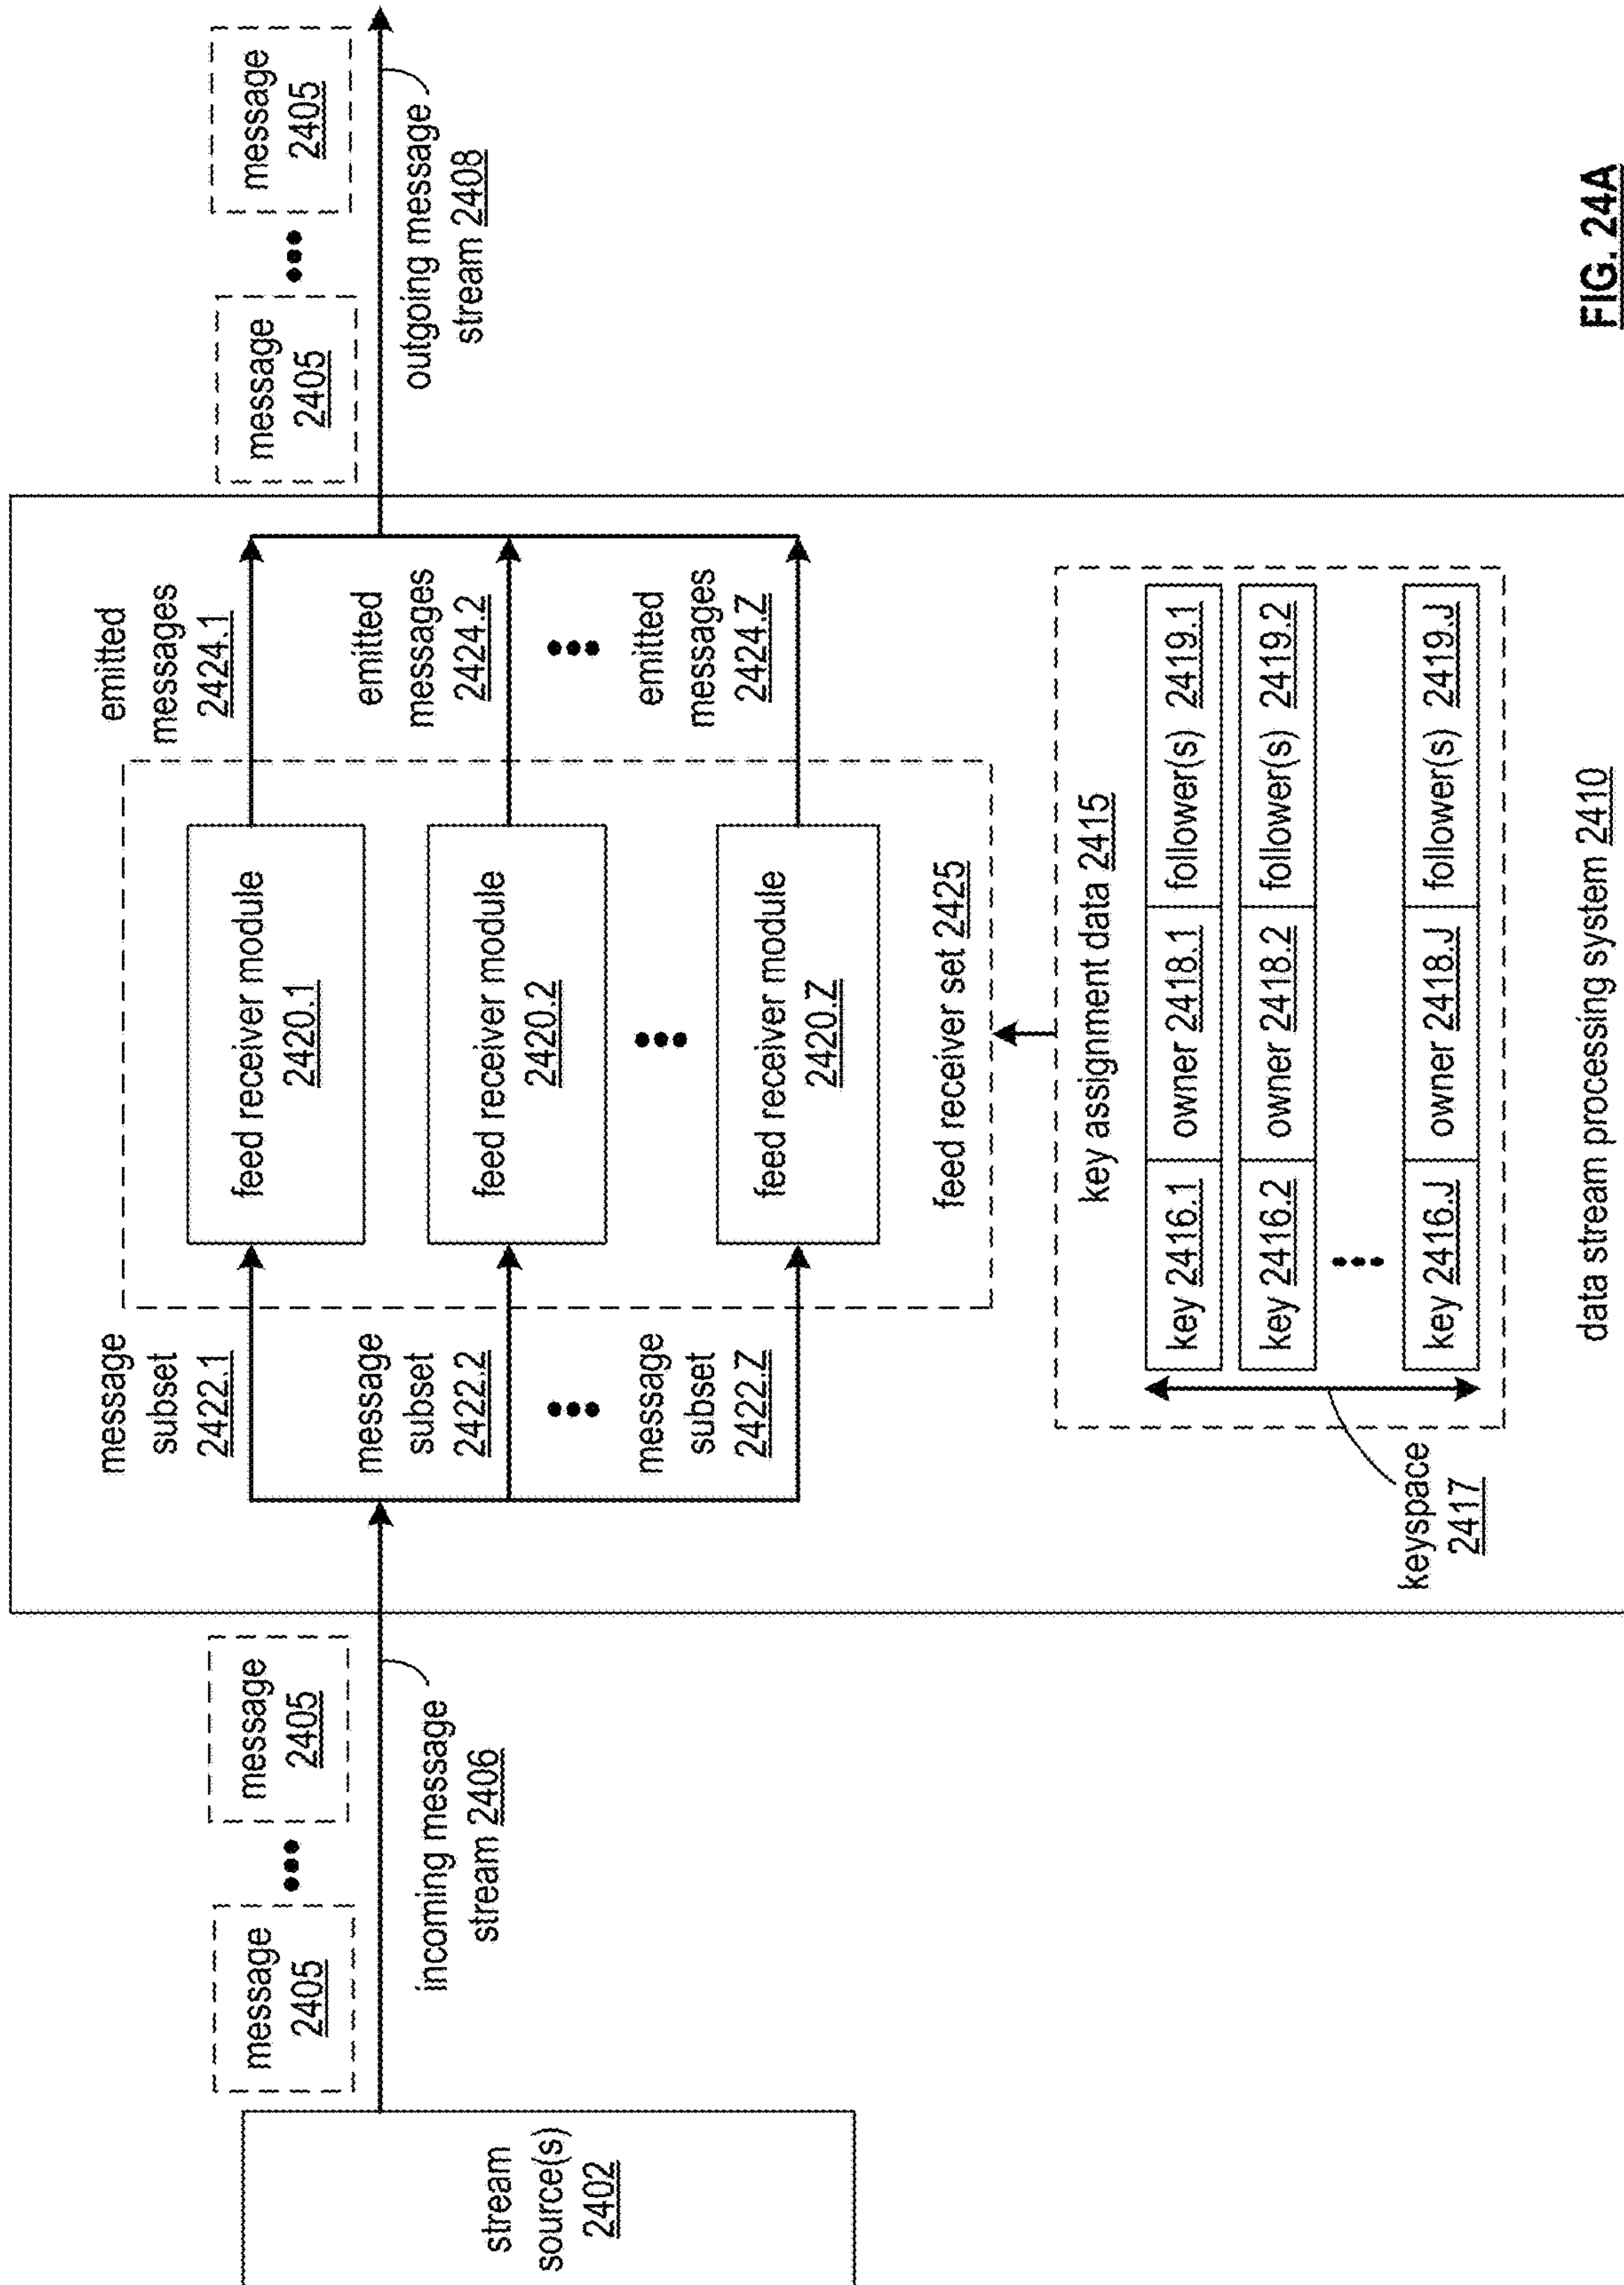 stream
source(s)
2402
message
2405
message
2405
incoming message
stream 2406
message
subset
2422.1
message
subset
2422.2
message
subset
2422.Z
feed receiver module
2420.1
feed receiver module
2420.2
feed receiver module
2420.Z
feed receiver set 2425
emitted
messages
2424.1
emitted
messages
2424.2
emitted
messages
2424.Z
message
2405
message
2405
outgoing message
stream 2408
key assignment data 2415
key 2416.1 owner 2418.1 follower(s) 2419.1
key 2416.2 owner 2418.2 follower(s) 2419.2
key 2416.J owner 2418.J follower(s) 2419.J
keyspace
2417
data stream processing system 2410
FIG. 24A